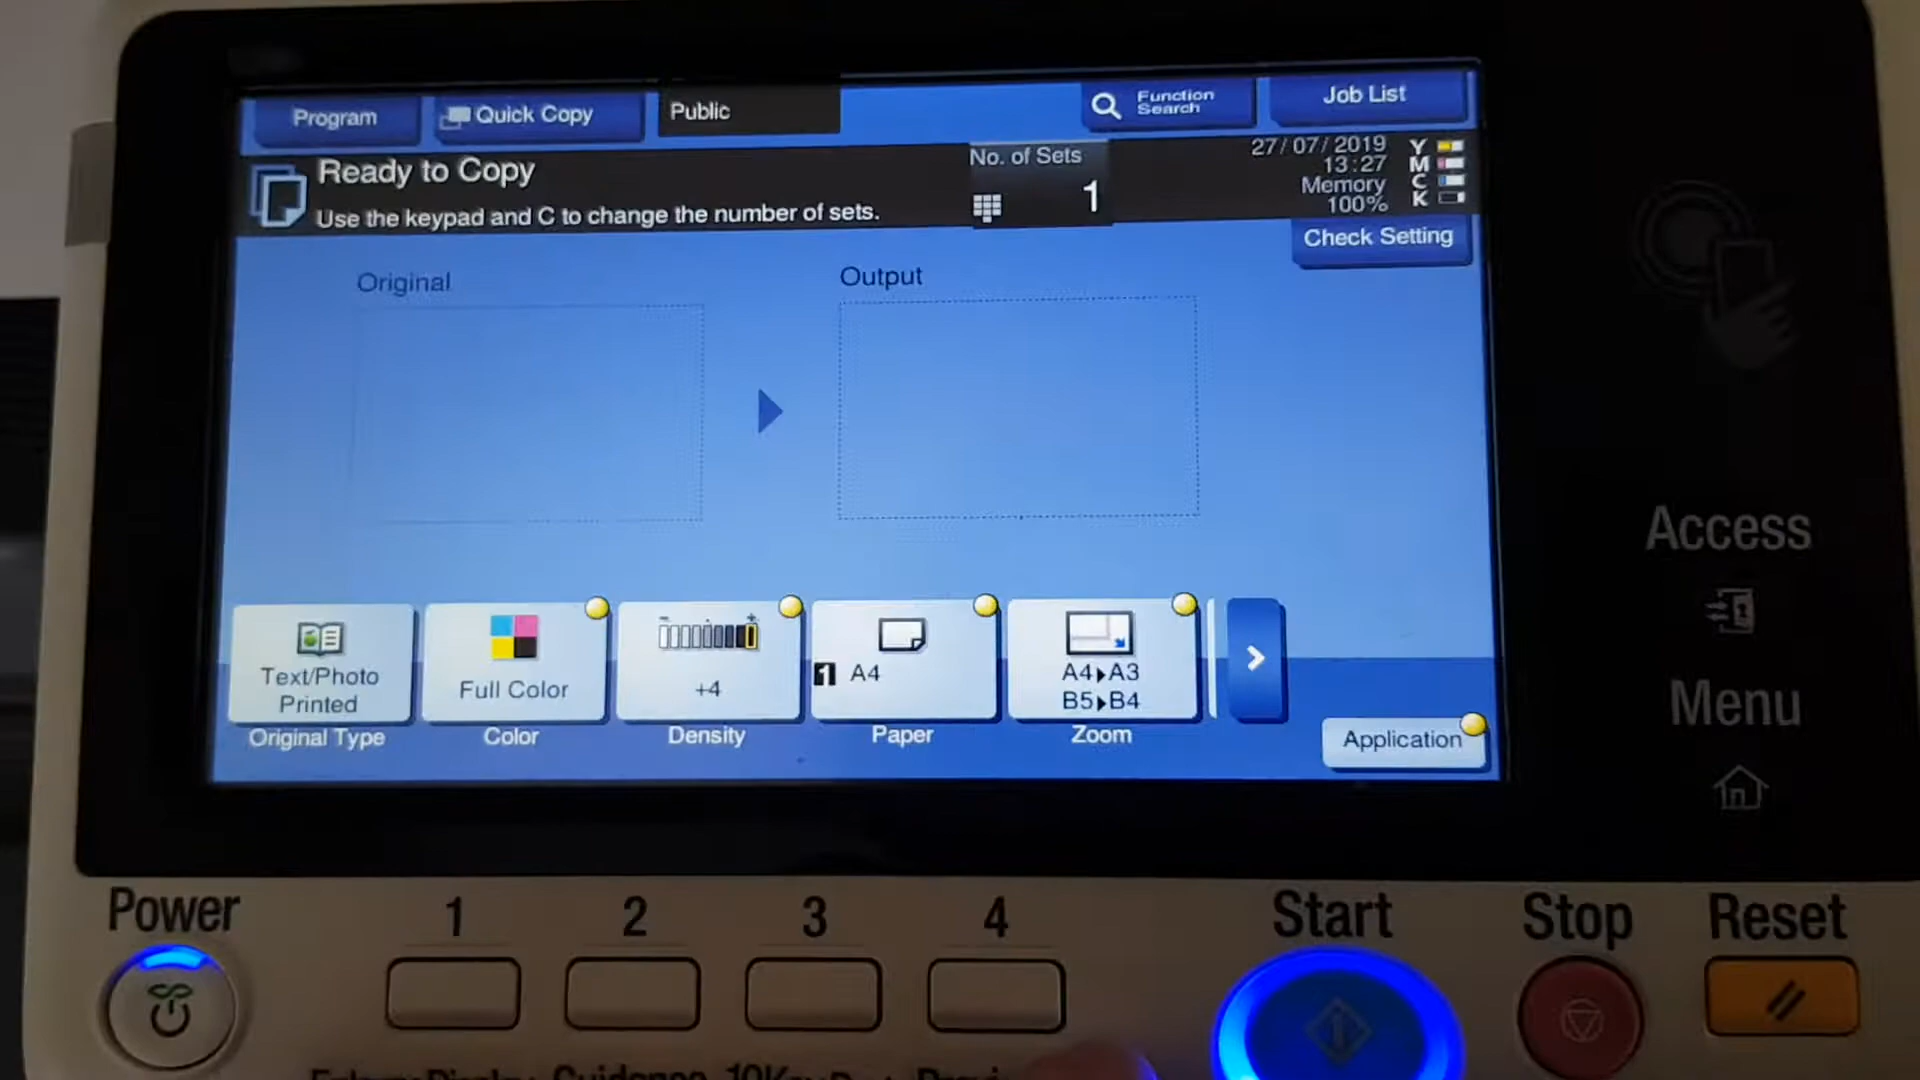 Program
Quick Copy
Public
Function
Search
Job List
Ready to Copy
Use the keypad and C to change the number of sets.
No. of Sets
1
27/07/2019
13:27
Memory
100%
Y
M
C
K
Check Setting
Original
Output
Text/Photo
Printed
Original Type
Full Color
Color
- +
+4
Density
1 A4
Paper
A4▸A3
B5▸B4
Zoom
Application
Access
Menu
Power
1
2
3
4
Start
Stop
Reset
Guidance